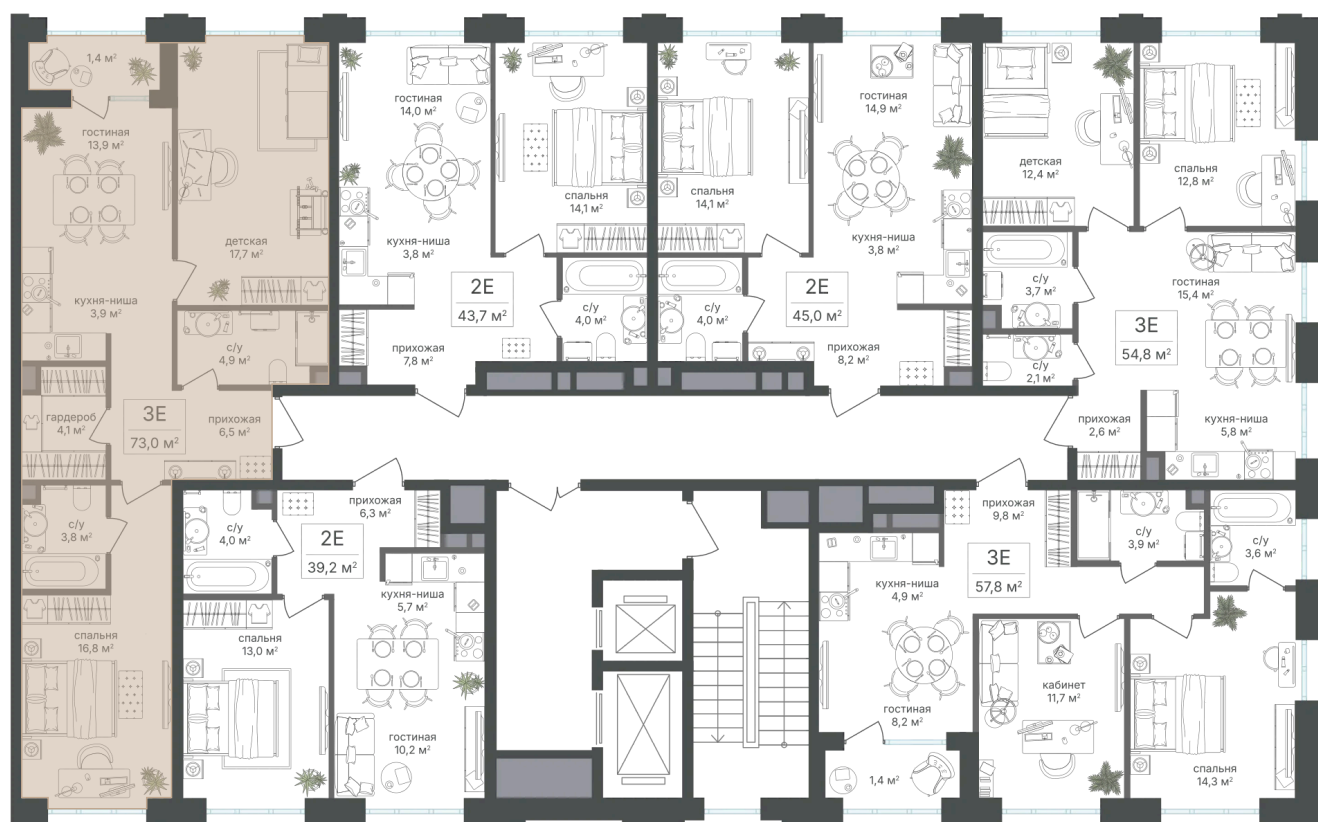 1,4 м²
гостиная
13,9 м²
детская
17,7 м²
кухня-ниша
3,9 м²
с/у
4,9 м²
гардероб
4,1 м²
3Е
73,0 м²
прихожая
6,5 м²
с/у
3,8 м²
спальня
16,8 м²
гостиная
14,0 м²
спальня
14,1 м²
кухня-ниша
3,8 м²
2Е
43,7 м²
с/у
4,0 м²
прихожая
7,8 м²
спальня
14,1 м²
гостиная
14,9 м²
кухня-ниша
3,8 м²
с/у
4,0 м²
2Е
45,0 м²
прихожая
8,2 м²
детская
12,4 м²
спальня
12,8 м²
с/у
3,7 м²
гостиная
15,4 м²
3Е
54,8 м²
с/у
2,1 м²
прихожая
2,6 м²
кухня-ниша
5,8 м²
с/у
4,0 м²
прихожая
6,3 м²
2Е
39,2 м²
кухня-ниша
5,7 м²
спальня
13,0 м²
гостиная
10,2 м²
прихожая
9,8 м²
с/у
3,9 м²
с/у
3,6 м²
3Е
57,8 м²
кухня-ниша
4,9 м²
гостиная
8,2 м²
кабинет
11,7 м²
1,4 м²
спальня
14,3 м²